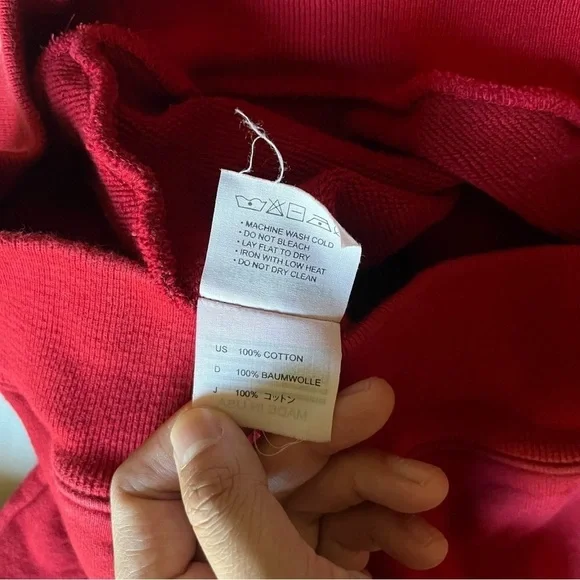 • MACHINE WASH COLD
• DO NOT BLEACH
• LAY FLAT TO DRY
• IRON WITH LOW HEAT
• DO NOT DRY CLEAN
US 100% COTTON
D 100% BAUMWOLLE
J 100% コットン